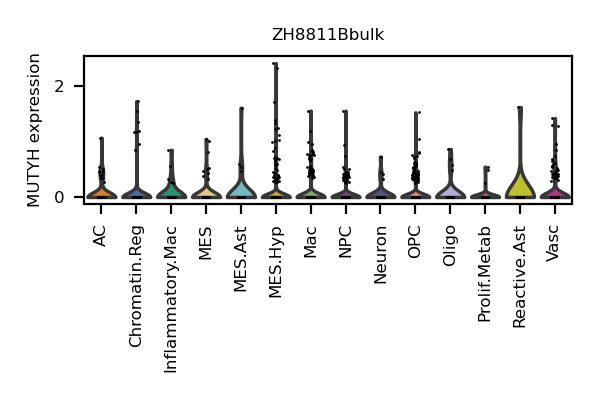 ZH8811Bbulk
MUTYH expression
2
0
AC
Chromatin.Reg
Inflammatory.Mac
MES
MES.Ast
MES.Hyp
Mac
NPC
Neuron
OPC
Oligo
Prolif.Metab
Reactive.Ast
Vasc